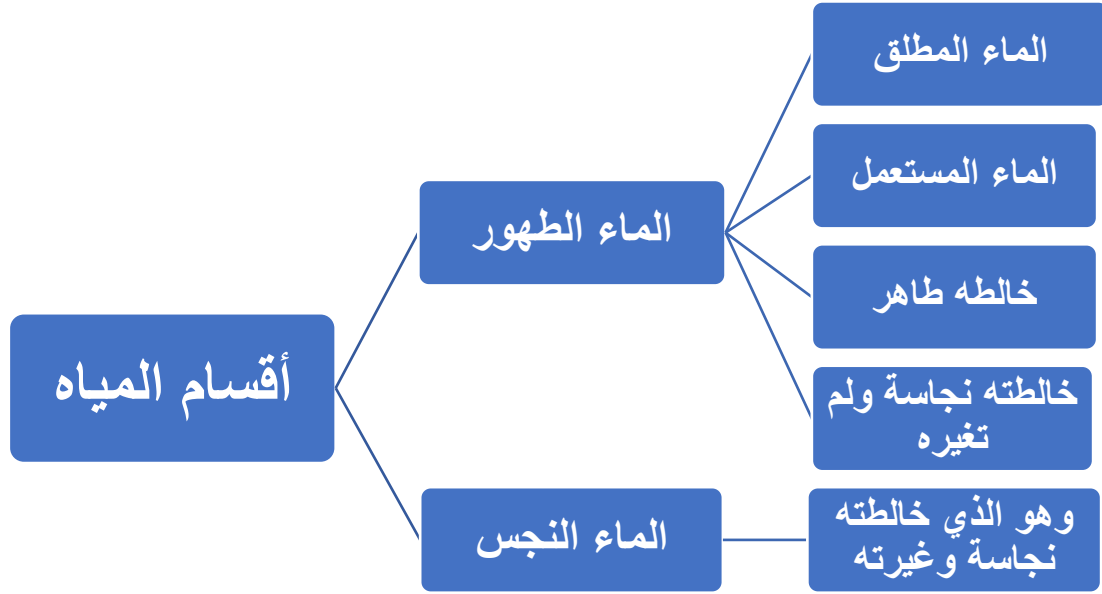 أقسام المياه
الماء الطهور
الماء المطلق
الماء المستعمل
خالطه طاهر
خالطته نجاسة ولم
تغيره
الماء النجس
وهو الذي خالطته
نجاسة وغيرته